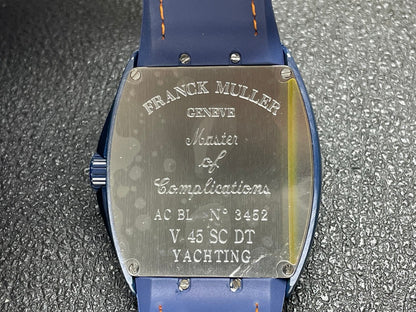 FRANCK MULLER
GENEVE
Master
of
Complications
AC BL N° 3452
V 45 SC DT
YACHTING